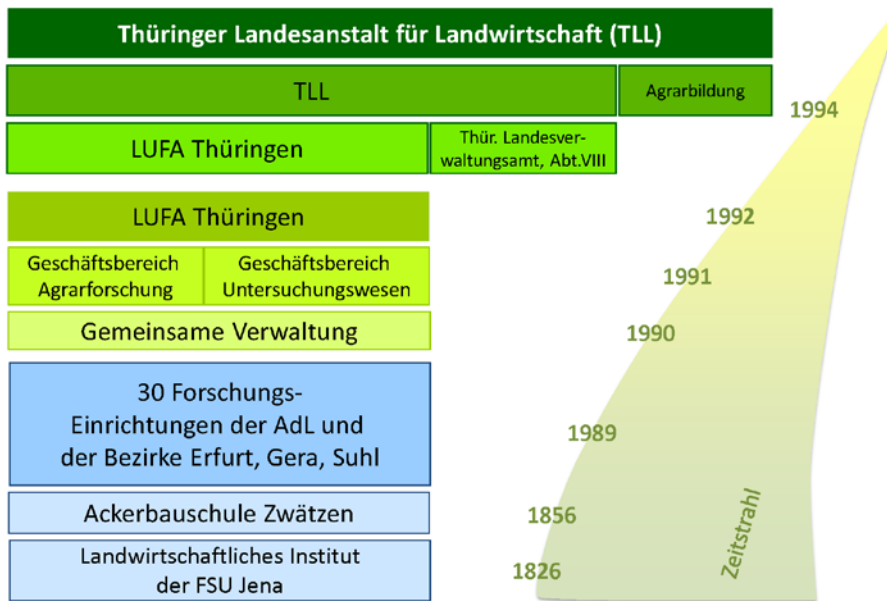 Thüringer Landesanstalt für Landwirtschaft (TLL)
TLL
Agrarbildung
1994
LUFA Thüringen
Thür. Landesver-
waltungsamt, Abt.VIII
LUFA Thüringen
1992
Geschäftsbereich
Agrarforschung
Geschäftsbereich
Untersuchungswesen
1991
Gemeinsame Verwaltung
1990
30 Forschungs-
Einrichtungen der AdL und
der Bezirke Erfurt, Gera, Suhl
1989
Ackerbauschule Zwätzen
1856
Landwirtschaftliches Institut
der FSU Jena
1826
Zeitstrahl